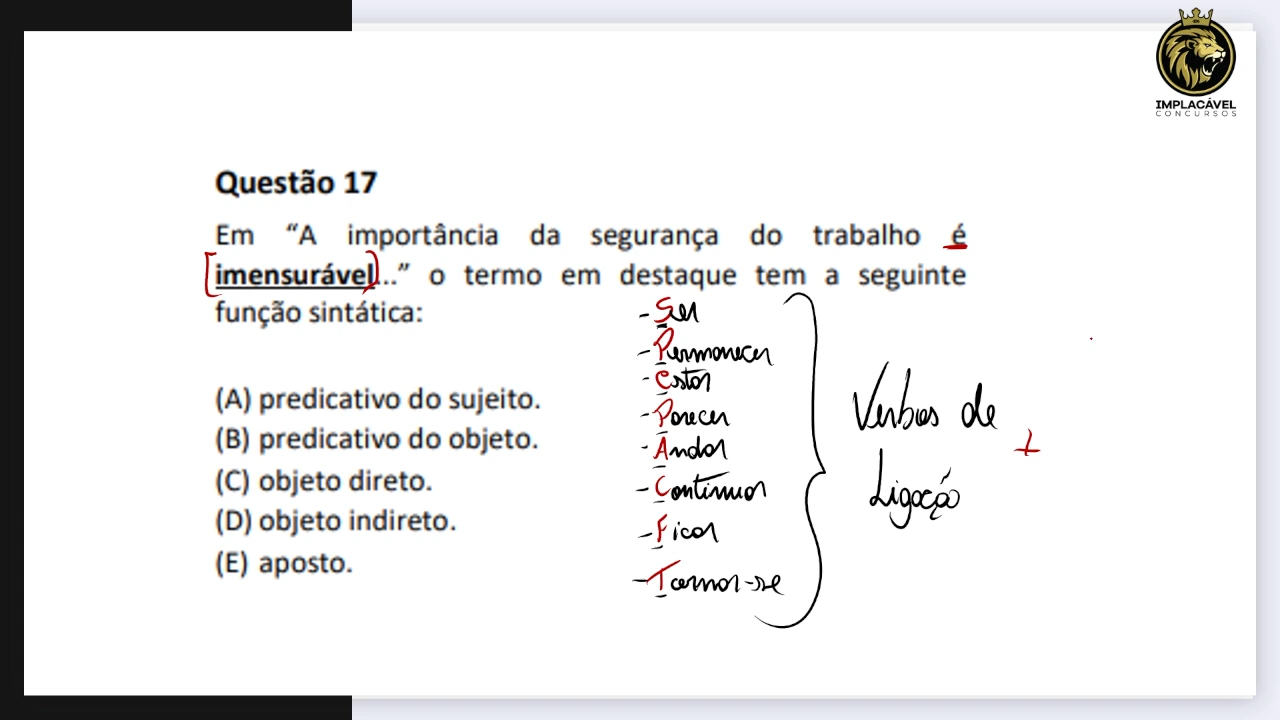 IMPLACÁVEL
CONCURSOS
Questão 17
Em “A importância da segurança do trabalho é
imensurável...” o termo em destaque tem a seguinte
função sintática:
(A) predicativo do sujeito.
(B) predicativo do objeto.
(C) objeto direto.
(D) objeto indireto.
(E) aposto.
- Ser
- Permanecer
- Estar
- Parecer
- Andar
- Continuar
- Ficar
- Tornar-se
Verbos de
Ligação
+